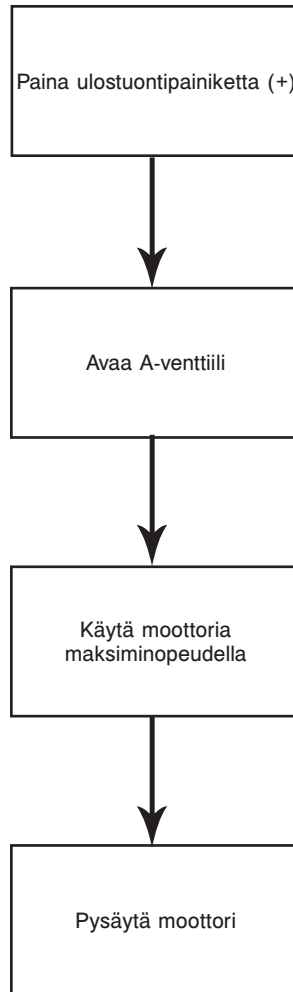 Paina ulostuontipainiketta (+)
Avaa A-venttiili
Käytä moottoria
maksiminopeudella
Pysäytä moottori